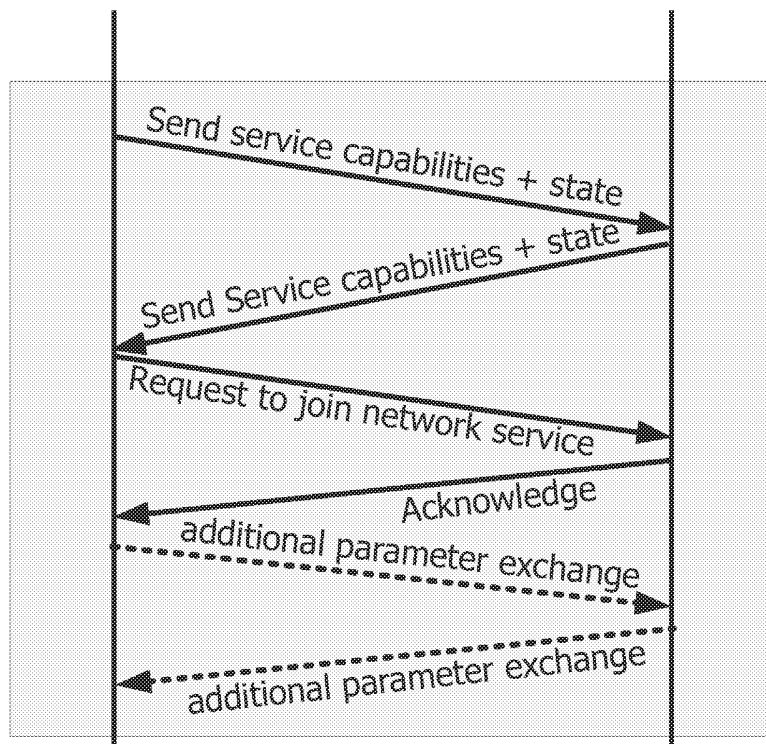 Send service capabilities + state
Send Service capabilities + state
Request to join network service
Acknowledge
additional parameter exchange
additional parameter exchange